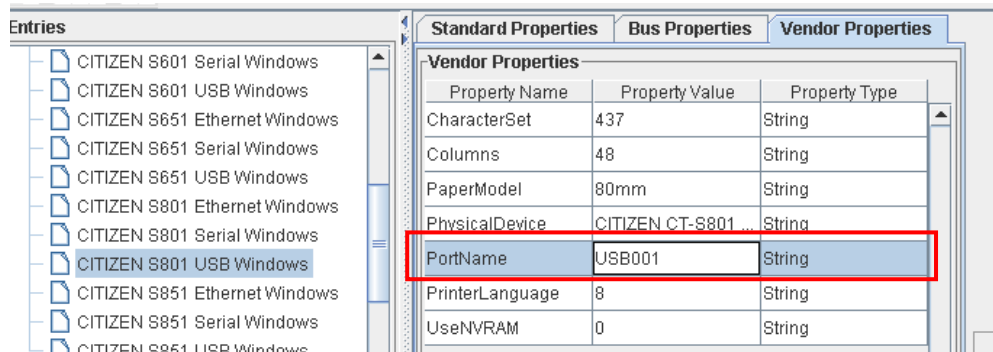 Entries
CITIZEN S601 Serial Windows
CITIZEN S601 USB Windows
CITIZEN S651 Ethernet Windows
CITIZEN S651 Serial Windows
CITIZEN S651 USB Windows
CITIZEN S801 Ethernet Windows
CITIZEN S801 Serial Windows
CITIZEN S801 USB Windows
CITIZEN S851 Ethernet Windows
CITIZEN S851 Serial Windows
CITIZEN S851 USB Windows
Standard Properties Bus Properties Vendor Properties
Vendor Properties
Property Name Property Value Property Type
CharacterSet 437 String
Columns 48 String
PaperModel 80mm String
PhysicalDevice CITIZEN CT-S801 ... String
PortName USB001 String
PrinterLanguage 8 String
UseNVRAM 0 String